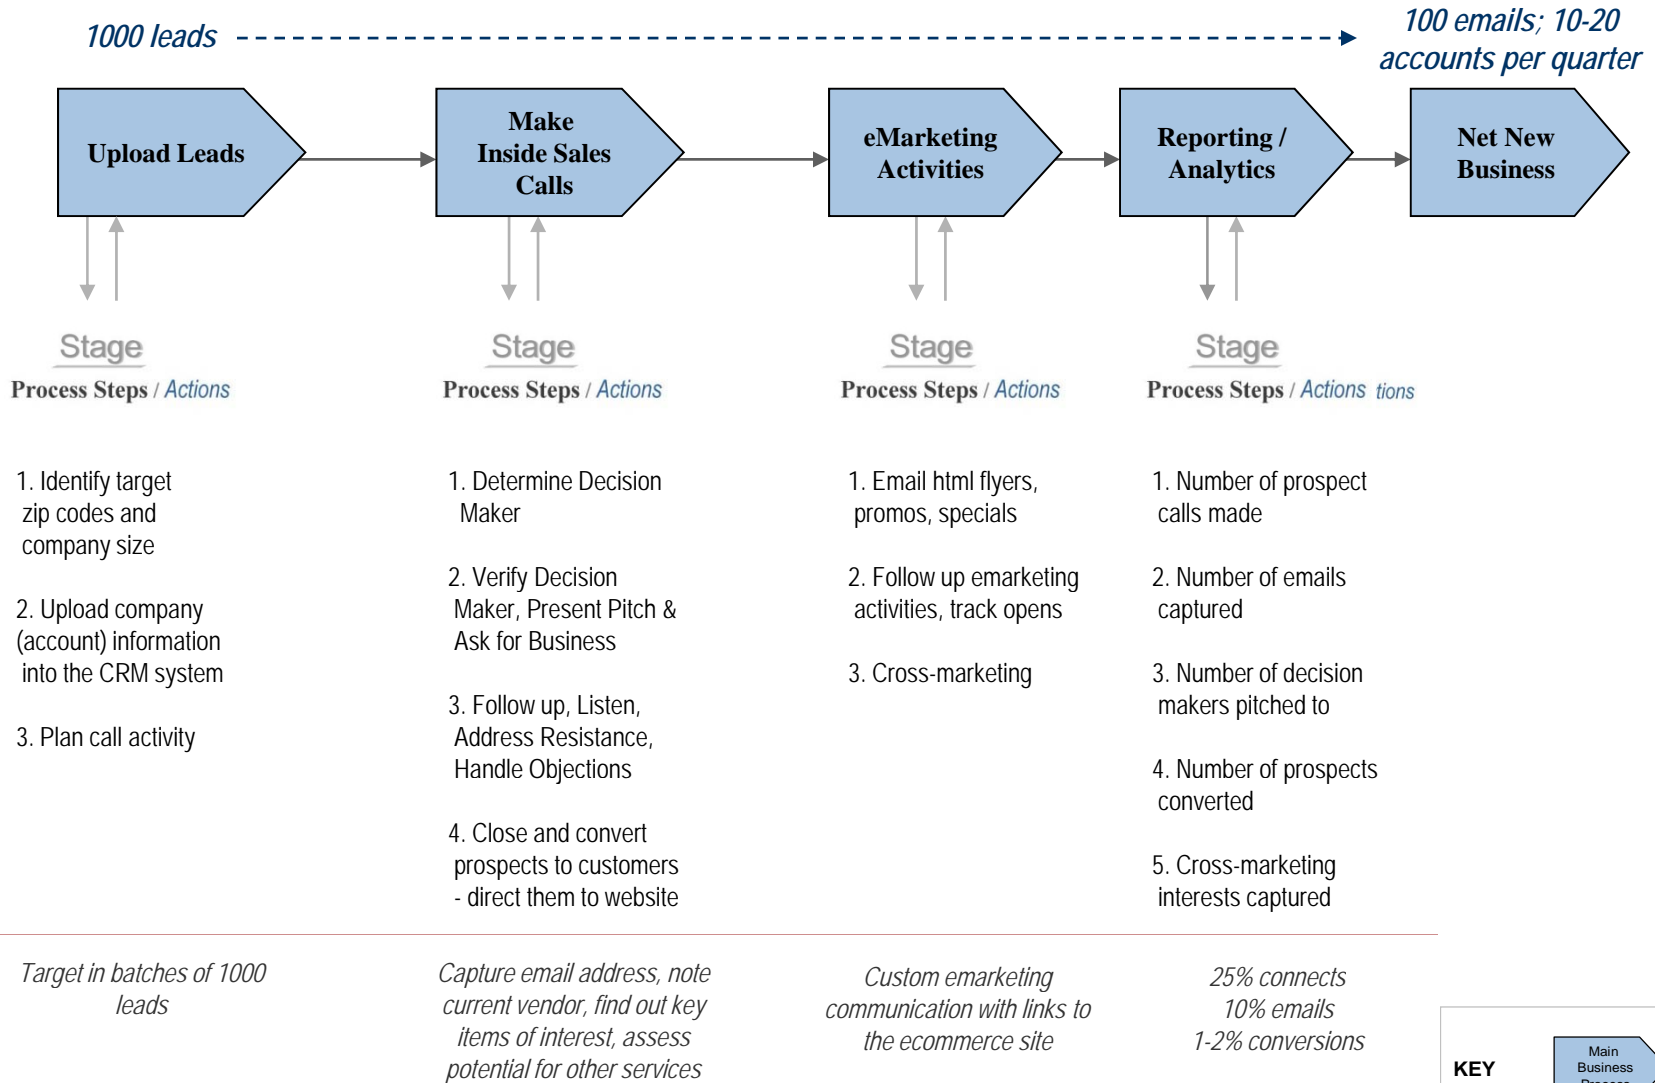 1000 leads
100 emails; 10-20
accounts per quarter
Upload Leads
Make
Inside Sales
Calls
eMarketing
Activities
Reporting /
Analytics
Net New
Business
Stage
Process Steps / Actions
Stage
Process Steps / Actions
Stage
Process Steps / Actions
Stage
Process Steps / Actions tions
1. Identify target
zip codes and
company size
2. Upload company
(account) information
into the CRM system
3. Plan call activity
1. Determine Decision
Maker
2. Verify Decision
Maker, Present Pitch &
Ask for Business
3. Follow up, Listen,
Address Resistance,
Handle Objections
4. Close and convert
prospects to customers
- direct them to website
1. Email html flyers,
promos, specials
2. Follow up emarketing
activities, track opens
3. Cross-marketing
1. Number of prospect
calls made
2. Number of emails
captured
3. Number of decision
makers pitched to
4. Number of prospects
converted
5. Cross-marketing
interests captured
Target in batches of 1000
leads
Capture email address, note
current vendor, find out key
items of interest, assess
potential for other services
Custom emarketing
communication with links to
the ecommerce site
25% connects
10% emails
1-2% conversions
KEY
Main
Business
Process